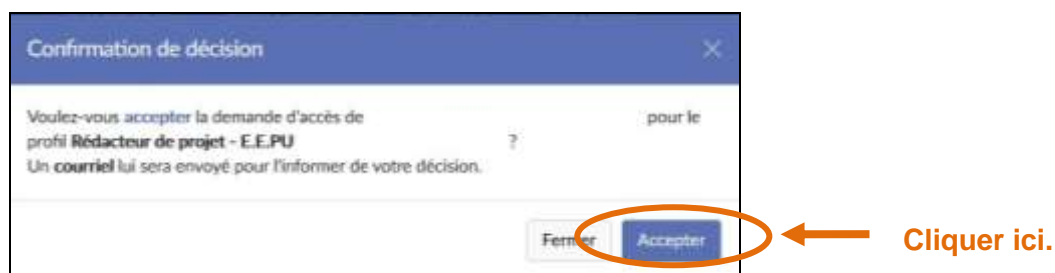 Confirmation de décision ×
Voulez-vous accepter la demande d'accès de pour le
profil Rédacteur de projet - E.E.PU ?
Un courriel lui sera envoyé pour l'informer de votre décision.
Fermer Accepter
Cliquer ici.